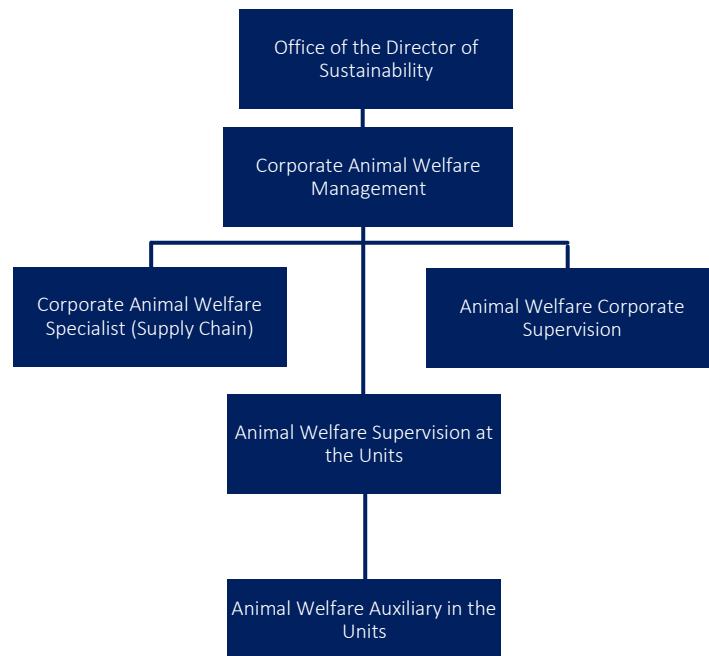 Office of the Director of
Sustainability
Corporate Animal Welfare
Management
Corporate Animal Welfare
Specialist (Supply Chain)
Animal Welfare Corporate
Supervision
Animal Welfare Supervision at
the Units
Animal Welfare Auxiliary in the
Units